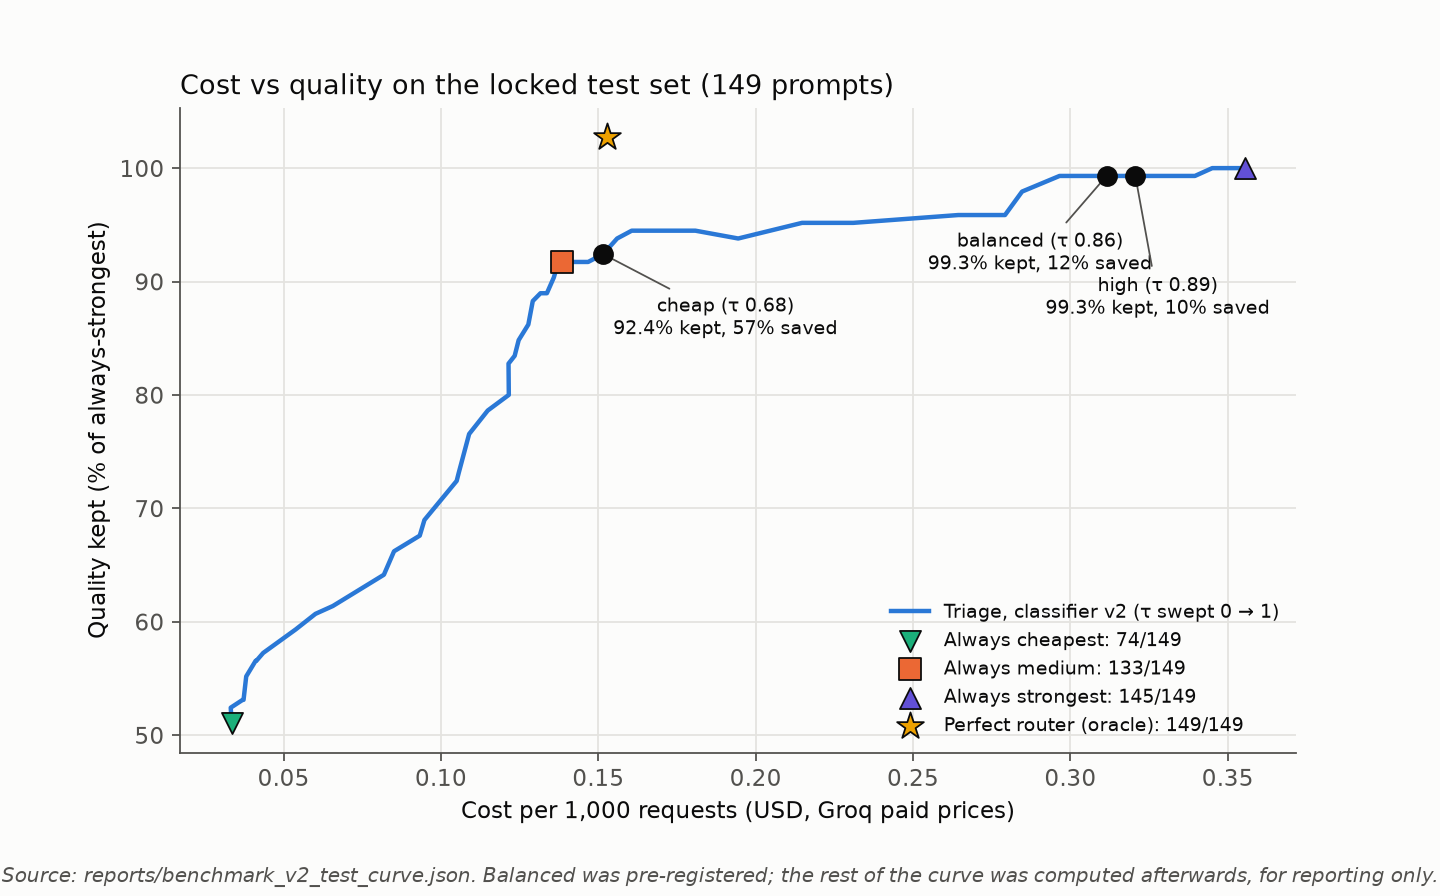 Cost vs quality on the locked test set (149 prompts)
Quality kept (% of always-strongest)
100
90
80
70
60
50
balanced (τ 0.86)
99.3% kept, 12% saved
high (τ 0.89)
99.3% kept, 10% saved
cheap (τ 0.68)
92.4% kept, 57% saved
Triage, classifier v2 (τ swept 0 → 1)
Always cheapest: 74/149
Always medium: 133/149
Always strongest: 145/149
Perfect router (oracle): 149/149
0.05 0.10 0.15 0.20 0.25 0.30 0.35
Cost per 1,000 requests (USD, Groq paid prices)
Source: reports/benchmark_v2_test_curve.json. Balanced was pre-registered; the rest of the curve was computed afterwards, for reporting only.